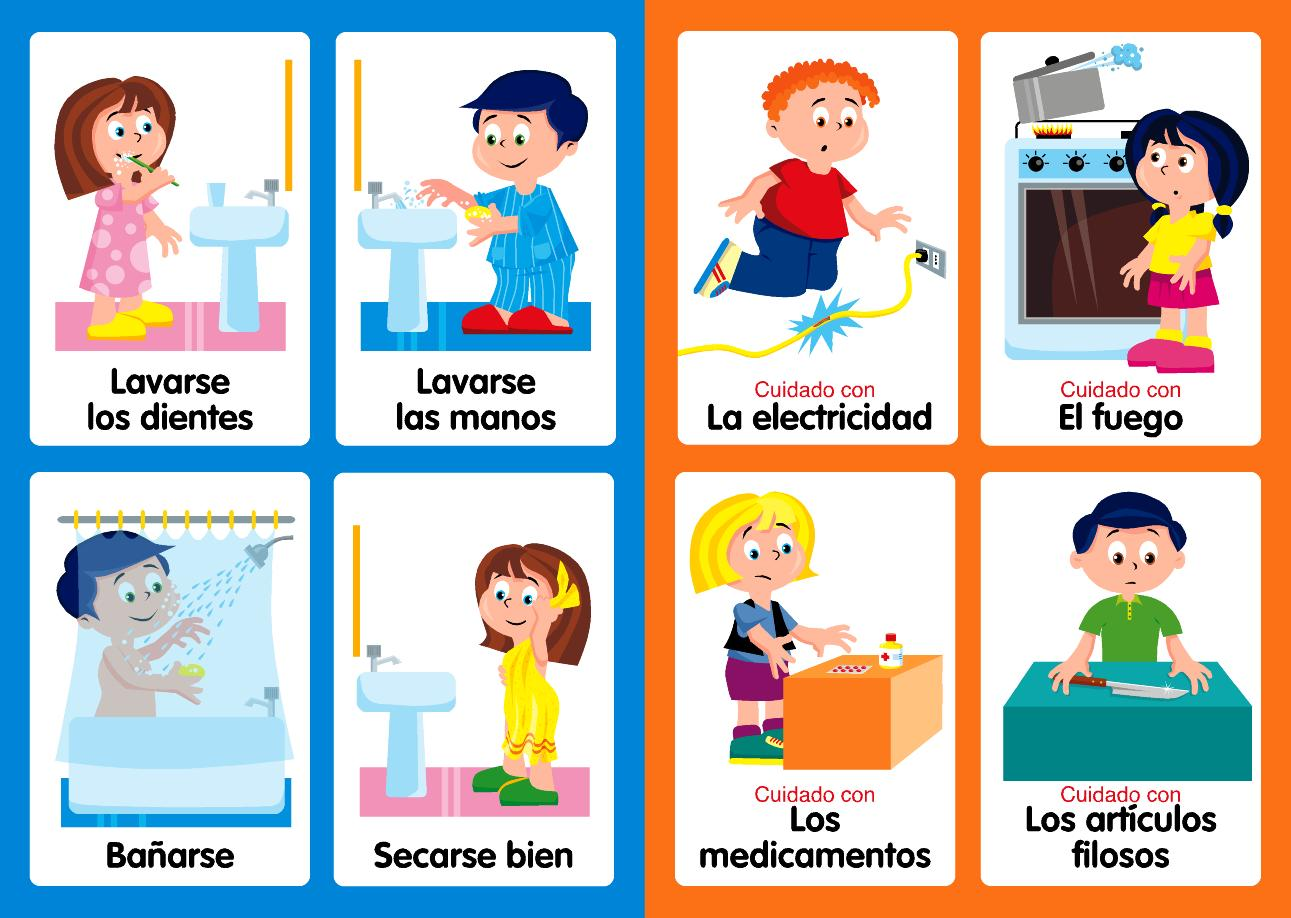 Lavarse
los dientes
Lavarse
las manos
Cuidado con
La electricidad
Cuidado con
El fuego
Bañarse
Secarse bien
Cuidado con
Los
medicamentos
Cuidado con
Los artículos
filosos